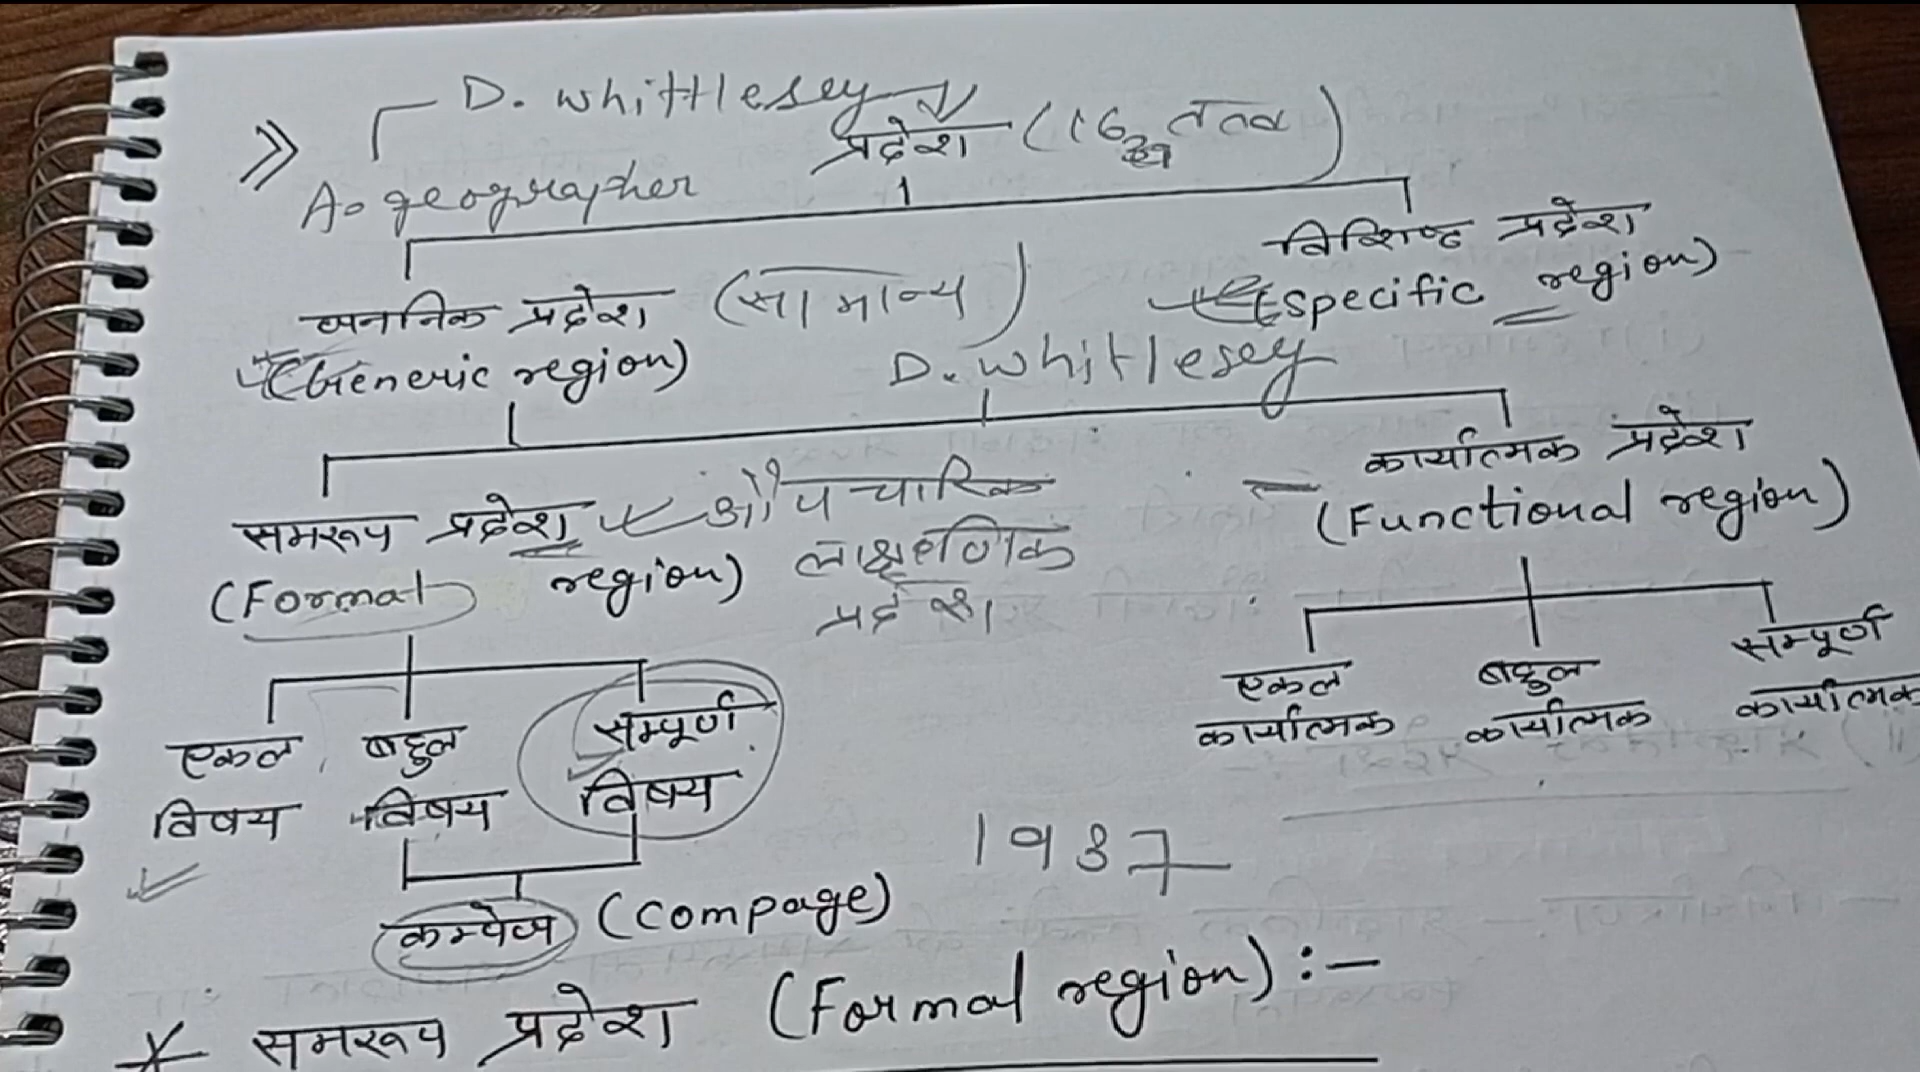 D. whittlesey
प्रदेश (16 तत्व)
A. geographer
जननिक प्रदेश (सामान्य)
(Generic region)
विशिष्ट प्रदेश
(specific region)
D. whittlesey
समरूप प्रदेश औपचारिक
(Formal region) लाक्षणिक
प्रदेश
कार्यात्मक प्रदेश
(Functional region)
एकल विषय
बहुल विषय
सम्पूर्ण विषय
एकल कार्यात्मक
बहुल कार्यात्मक
सम्पूर्ण कार्यात्मक
1937
कम्पेज (compage)
* समरूप प्रदेश (Formal region) :-